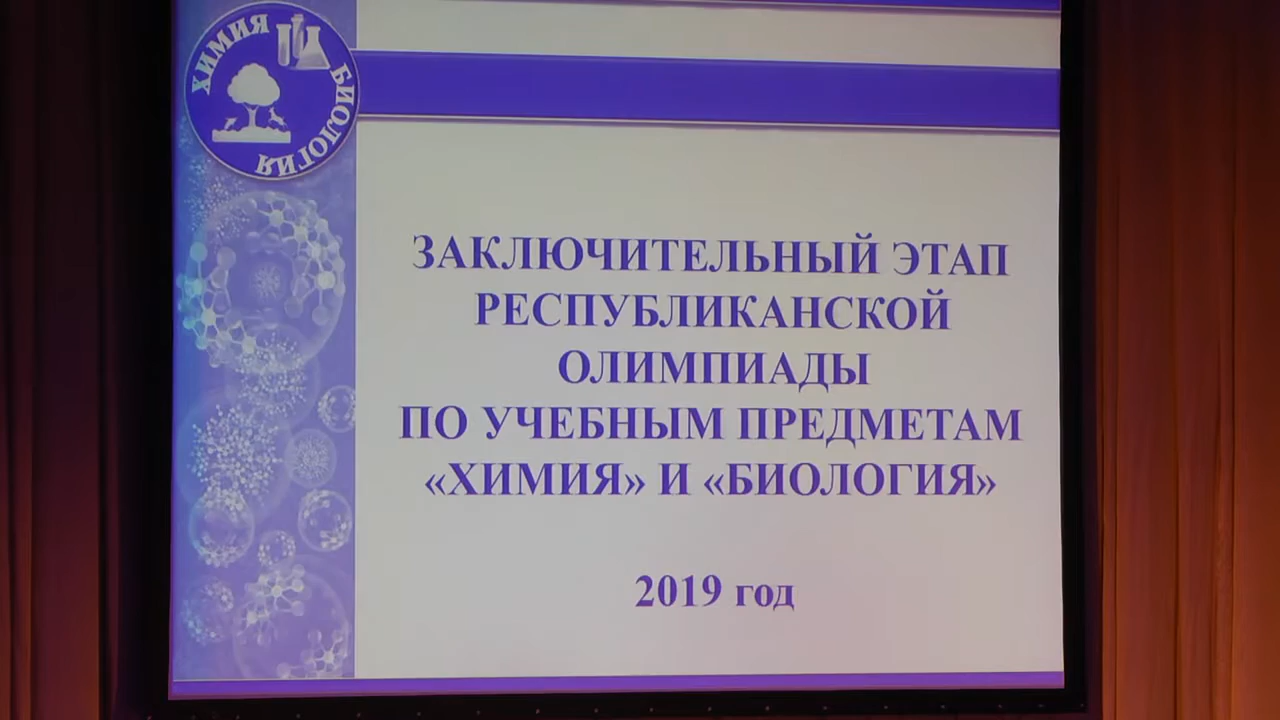 ХИМИЯ
БИОЛОГИЯ
ЗАКЛЮЧИТЕЛЬНЫЙ ЭТАП
РЕСПУБЛИКАНСКОЙ
ОЛИМПИАДЫ
ПО УЧЕБНЫМ ПРЕДМЕТАМ
«ХИМИЯ» И «БИОЛОГИЯ»
2019 год